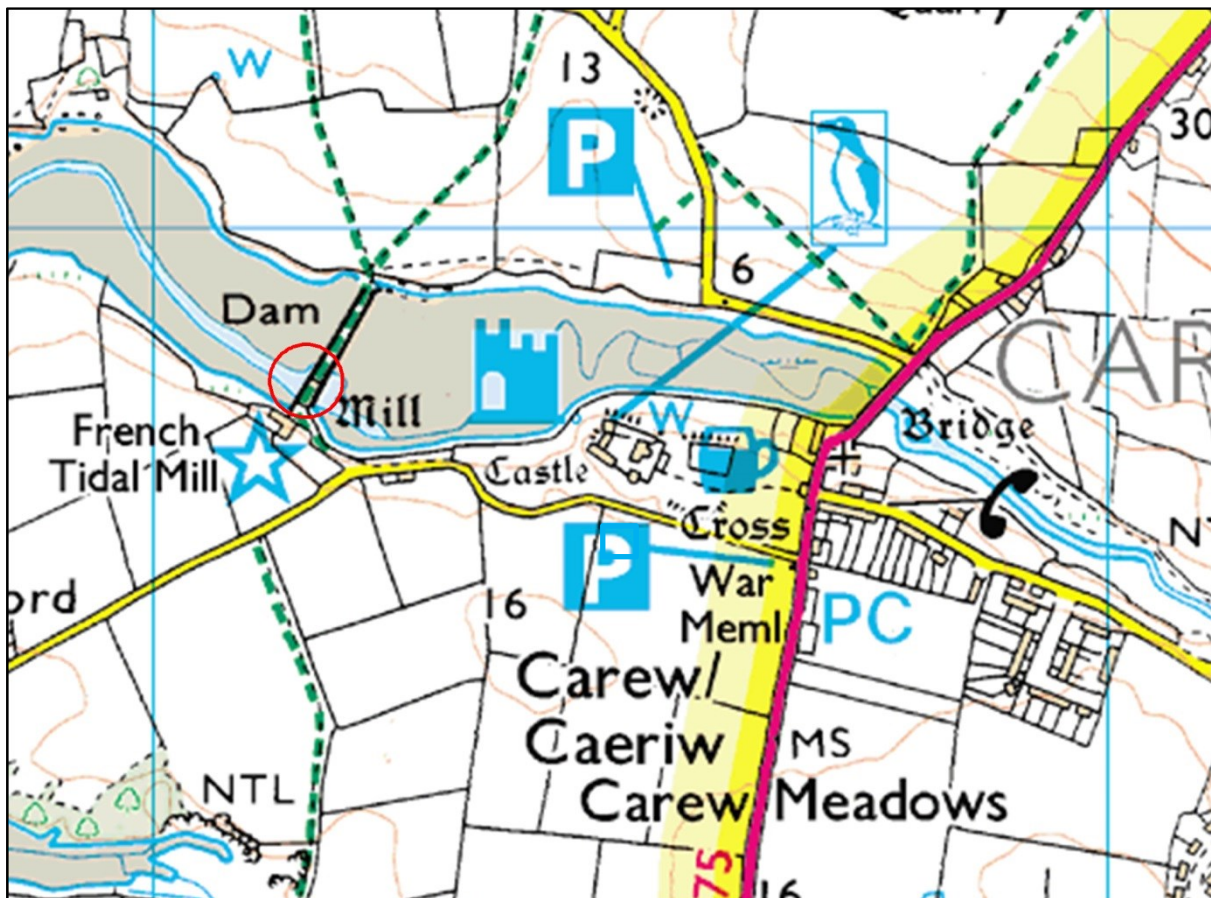 Quarry
W
13
P
30
6
Dam
CAR
Mill
French
Tidal Mill
W
Bridge
Castle
Cross
P
War
Meml
PC
16
ord
Carew/
Caeriw
MS
NTL
Carew Meadows
75
16